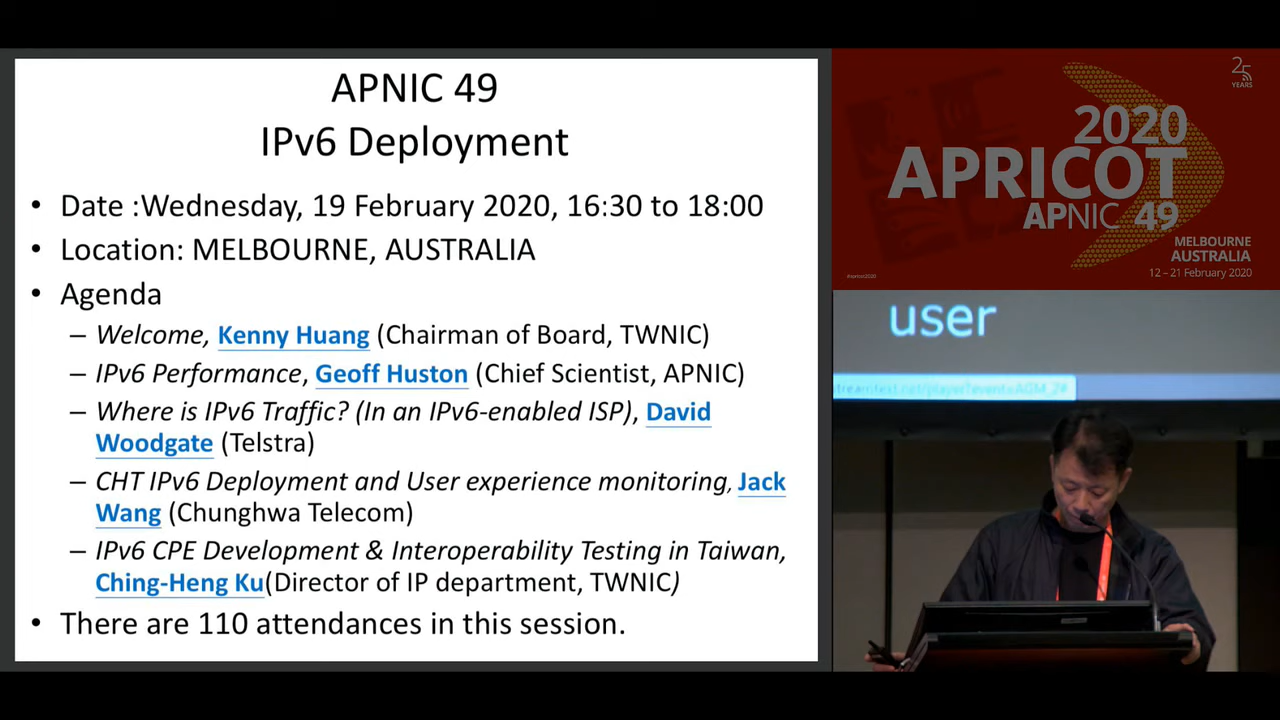 APNIC 49
IPv6 Deployment
• Date :Wednesday, 19 February 2020, 16:30 to 18:00
• Location: MELBOURNE, AUSTRALIA
• Agenda
– Welcome, Kenny Huang (Chairman of Board, TWNIC)
– IPv6 Performance, Geoff Huston (Chief Scientist, APNIC)
– Where is IPv6 Traffic? (In an IPv6-enabled ISP), David
Woodgate (Telstra)
– CHT IPv6 Deployment and User experience monitoring, Jack
Wang (Chunghwa Telecom)
– IPv6 CPE Development & Interoperability Testing in Taiwan,
Ching-Heng Ku(Director of IP department, TWNIC)
• There are 110 attendances in this session.
25
YEARS
2020
APRICOT
APNIC 49
MELBOURNE
AUSTRALIA
12 – 21 February 2020
#apricot2020
user